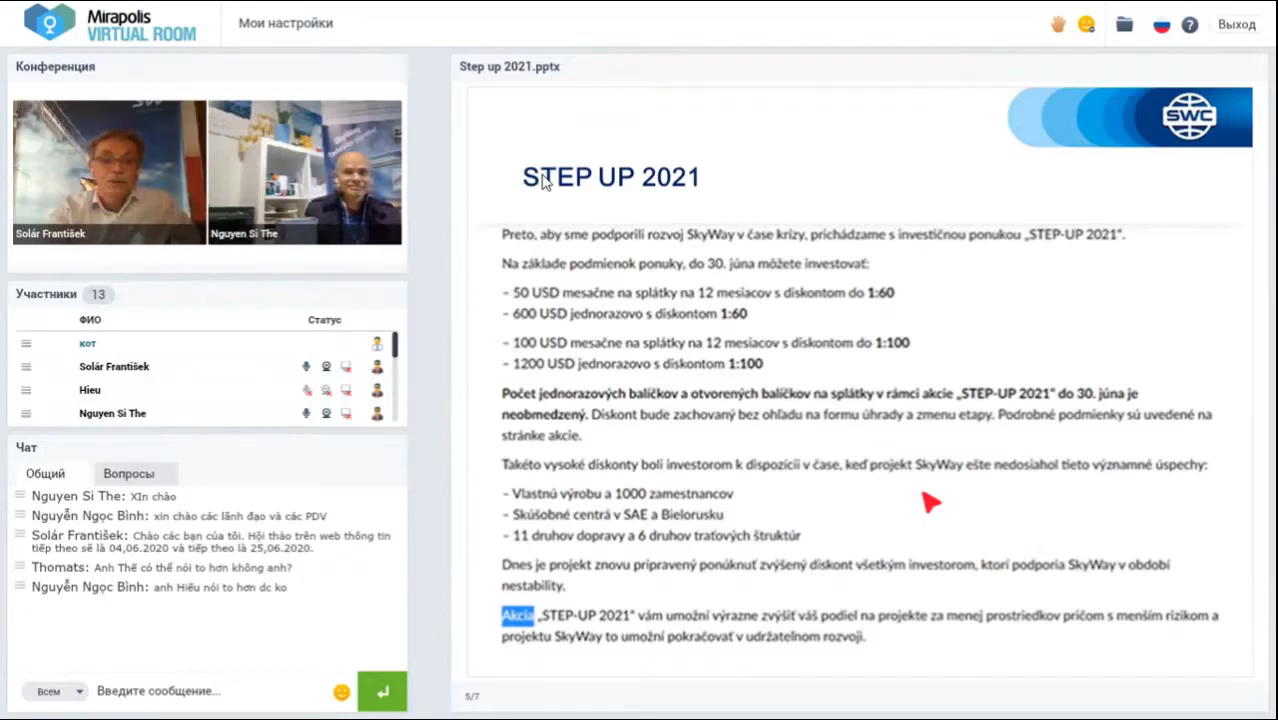 Mirapolis
VIRTUAL ROOM
Мои настройки
Выход
Конференция
Solár František
Nguyen Si The
Участники 13
ФИО Статус
кот
Solár František
Hieu
Nguyen Si The
Чат
Общий Вопросы
Nguyen Si The: XIn chào
Nguyễn Ngọc Bình: xin chào các lãnh đạo và các PDV
Solár František: Chào các bạn của tôi. Hội thảo trên web thông tin
tiếp theo sẽ là 04,06.2020 và tiếp theo là 25,06.2020.
Thomats: Anh Thế có thể nói to hơn không anh?
Nguyễn Ngọc Bình: anh Hiếu nói to hơn dc ko
Всем Введите сообщение...
Step up 2021.pptx
SWC
STEP UP 2021
Preto, aby sme podporili rozvoj SkyWay v čase krízy, prichádzame s investičnou ponukou „STEP-UP 2021“.
Na základe podmienok ponuky, do 30. júna môžete investovať:
– 50 USD mesačne na splátky na 12 mesiacov s diskontom do 1:60
– 600 USD jednorazovo s diskontom 1:60
– 100 USD mesačne na splátky na 12 mesiacov s diskontom do 1:100
– 1200 USD jednorazovo s diskontom 1:100
Počet jednorazových balíčkov a otvorených balíčkov na splátky v rámci akcie „STEP-UP 2021“ do 30. júna je
neobmedzený. Diskont bude zachovaný bez ohľadu na formu úhrady a zmenu etapy. Podrobné podmienky sú uvedené na
stránke akcie.
Takéto vysoké diskonty boli investorom k dispozícii v čase, keď projekt SkyWay ešte nedosiahol tieto významné úspechy:
– Vlastnú výrobu a 1000 zamestnancov
– Skúšobné centrá v SAE a Bielorusku
– 11 druhov dopravy a 6 druhov traťových štruktúr
Dnes je projekt znovu pripravený ponúknuť zvýšený diskont všetkým investorom, ktorí podporia SkyWay v období
nestability.
Akcia „STEP-UP 2021“ vám umožní výrazne zvýšiť váš podiel na projekte za menej prostriedkov pričom s menším rizikom a
projektu SkyWay to umožní pokračovať v udržateľnom rozvoji.
5/7